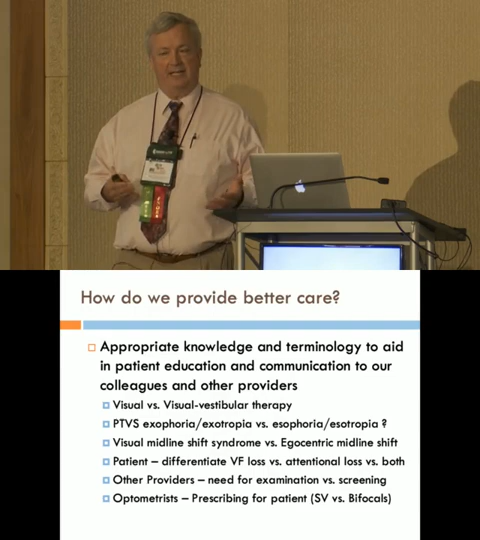 How do we provide better care?
Appropriate knowledge and terminology to aid
in patient education and communication to our
colleagues and other providers
Visual vs. Visual-vestibular therapy
PTVS exophoria/exotropia vs. esophoria/esotropia ?
Visual midline shift syndrome vs. Egocentric midline shift
Patient – differentiate VF loss vs. attentional loss vs. both
Other Providers – need for examination vs. screening
Optometrists – Prescribing for patient (SV vs. Bifocals)